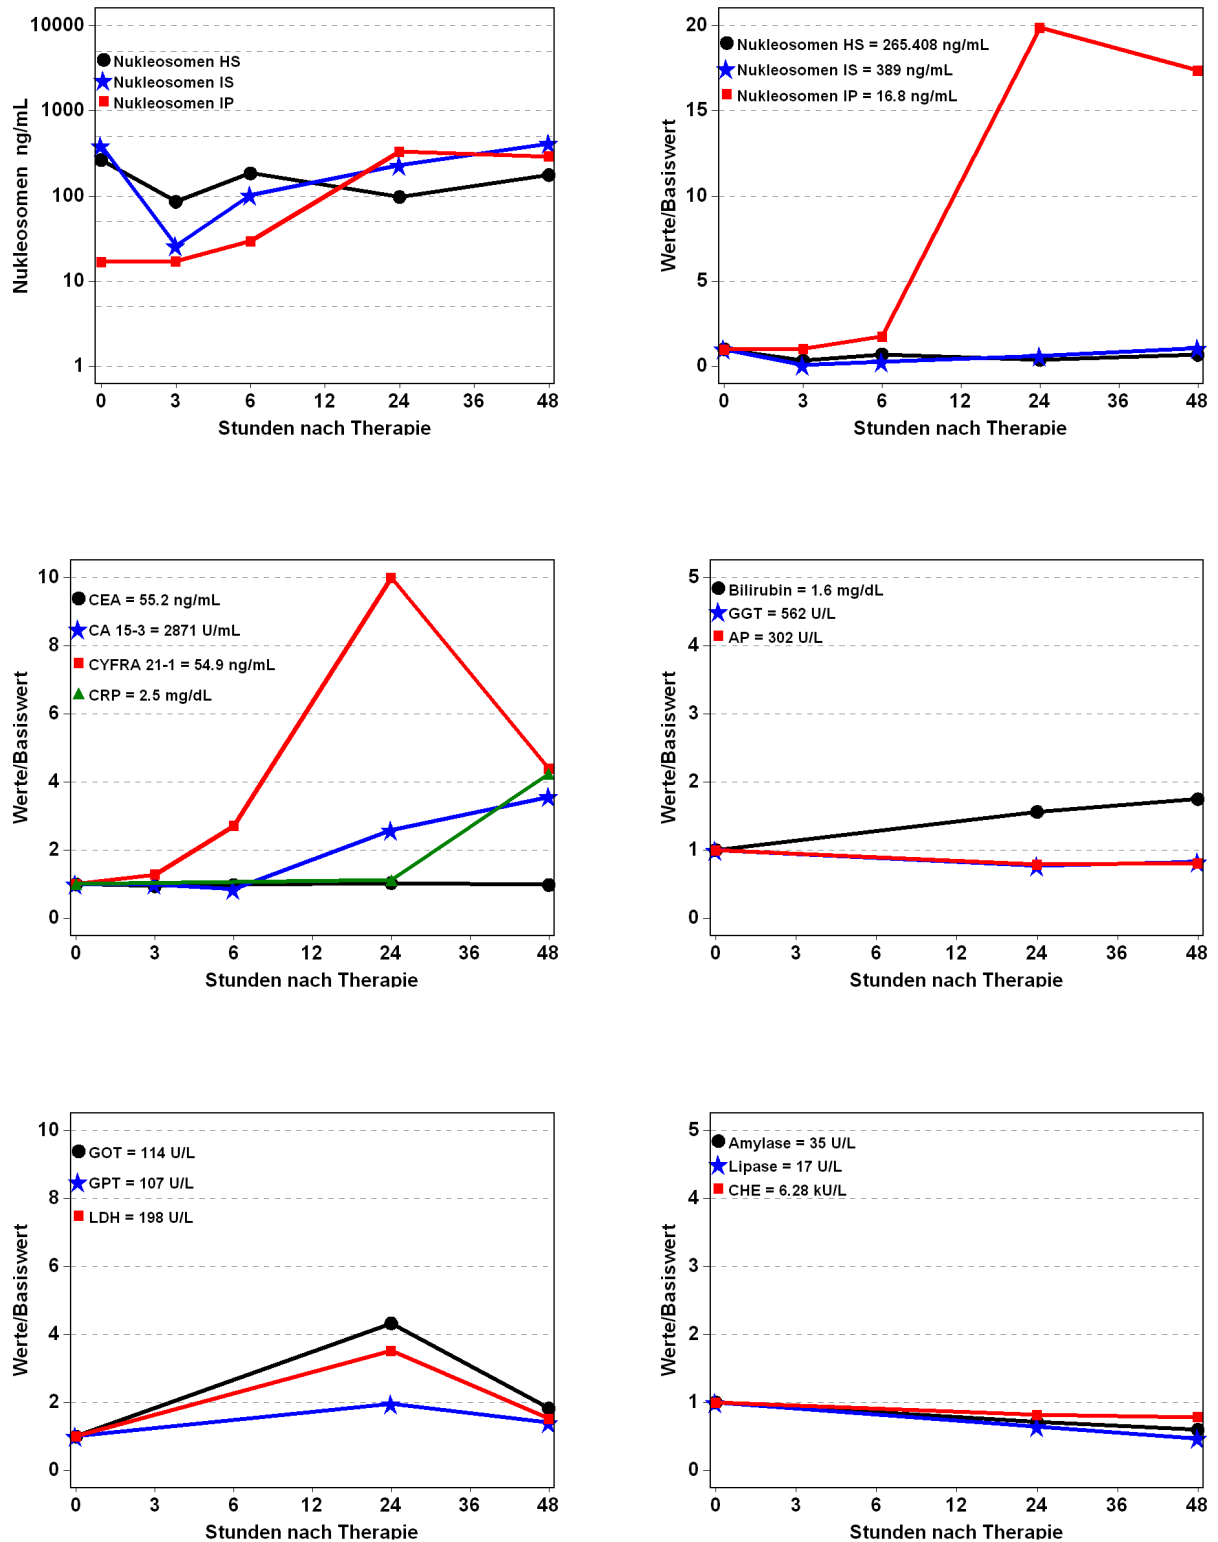 Nukleosomen ng/mL
10000
1000
100
10
1
Nukleosomen HS
Nukleosomen IS
Nukleosomen IP
0 3 6 12 24 36 48
Stunden nach Therapie
Werte/Basiswert
20
15
10
5
0
Nukleosomen HS = 265.408 ng/mL
Nukleosomen IS = 389 ng/mL
Nukleosomen IP = 16.8 ng/mL
0 3 6 12 24 36 48
Stunden nach Therapie
Werte/Basiswert
10
8
6
4
2
0
CEA = 55.2 ng/mL
CA 15-3 = 2871 U/mL
CYFRA 21-1 = 54.9 ng/mL
CRP = 2.5 mg/dL
0 3 6 12 24 36 48
Stunden nach Therapie
Werte/Basiswert
5
4
3
2
1
0
Bilirubin = 1.6 mg/dL
GGT = 562 U/L
AP = 302 U/L
0 3 6 12 24 36 48
Stunden nach Therapie
Werte/Basiswert
10
8
6
4
2
0
GOT = 114 U/L
GPT = 107 U/L
LDH = 198 U/L
0 3 6 12 24 36 48
Stunden nach Therapie
Werte/Basiswert
5
4
3
2
1
0
Amylase = 35 U/L
Lipase = 17 U/L
CHE = 6.28 kU/L
0 3 6 12 24 36 48
Stunden nach Therapie